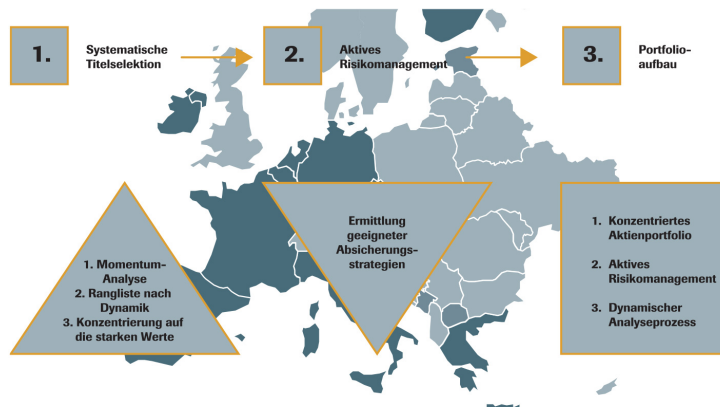 1.
Systematische
Titelselektion
2.
Aktives
Risikomanagement
3.
Portfolio-
aufbau
1. Momentum-
Analyse
2. Rangliste nach
Dynamik
3. Konzentrierung auf
die starken Werte
Ermittlung
geeigneter
Absicherungs-
strategien
1. Konzentriertes
Aktienportfolio
2. Aktives
Risikomanagement
3. Dynamischer
Analyseprozess